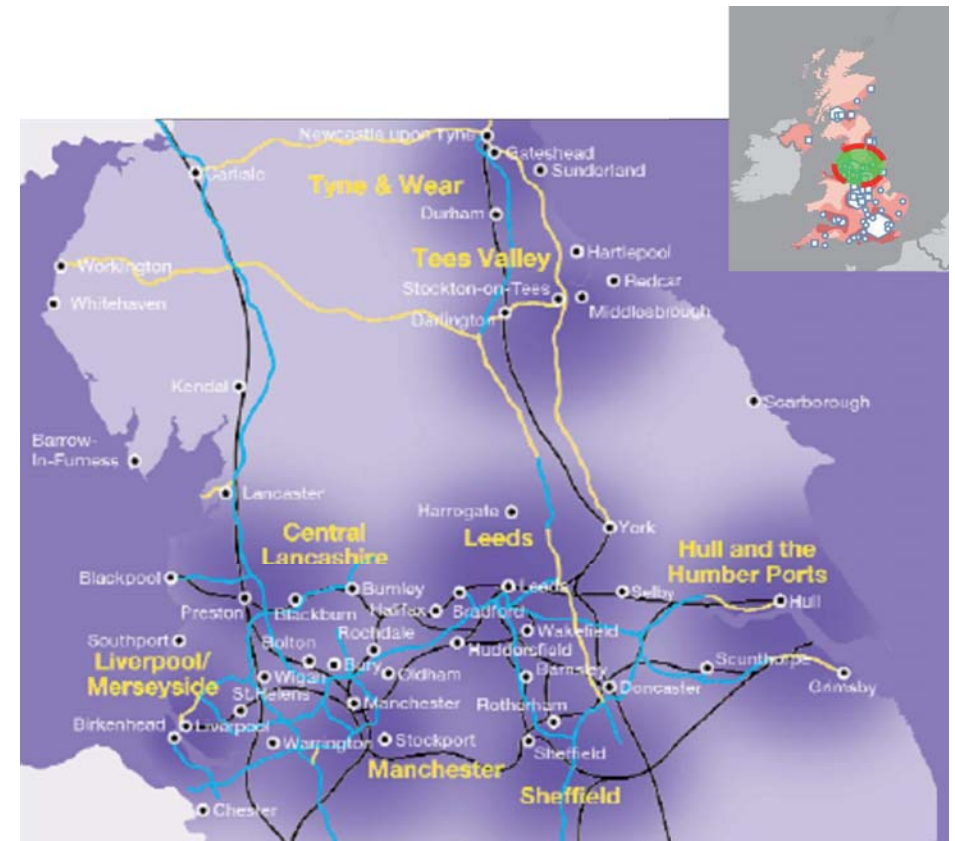 Newcastle upon Tyne
Gateshead
Carlisle
Sunderland
Tyne & Wear
Durham
Tees Valley
Hartlepool
Workington
Redcar
Stockton-on-Tees
Whitehaven
Middlesbrough
Darlington
Kendal
Scarborough
Barrow-
In-Furness
Lancaster
Harrogate
York
Central
Lancashire
Leeds
Hull and the
Humber Ports
Blackpool
Burnley
Leeds
Selby
Hull
Preston
Blackburn
Halifax
Bradford
Southport
Bolton
Rochdale
Wakefield
Huddersfield
Liverpool/
Merseyside
Wigan
Bury
Oldham
Barnsley
Scunthorpe
Grimsby
St.Helens
Manchester
Rotherham
Doncaster
Birkenhead
Liverpool
Warrington
Stockport
Sheffield
Manchester
Sheffield
Chester